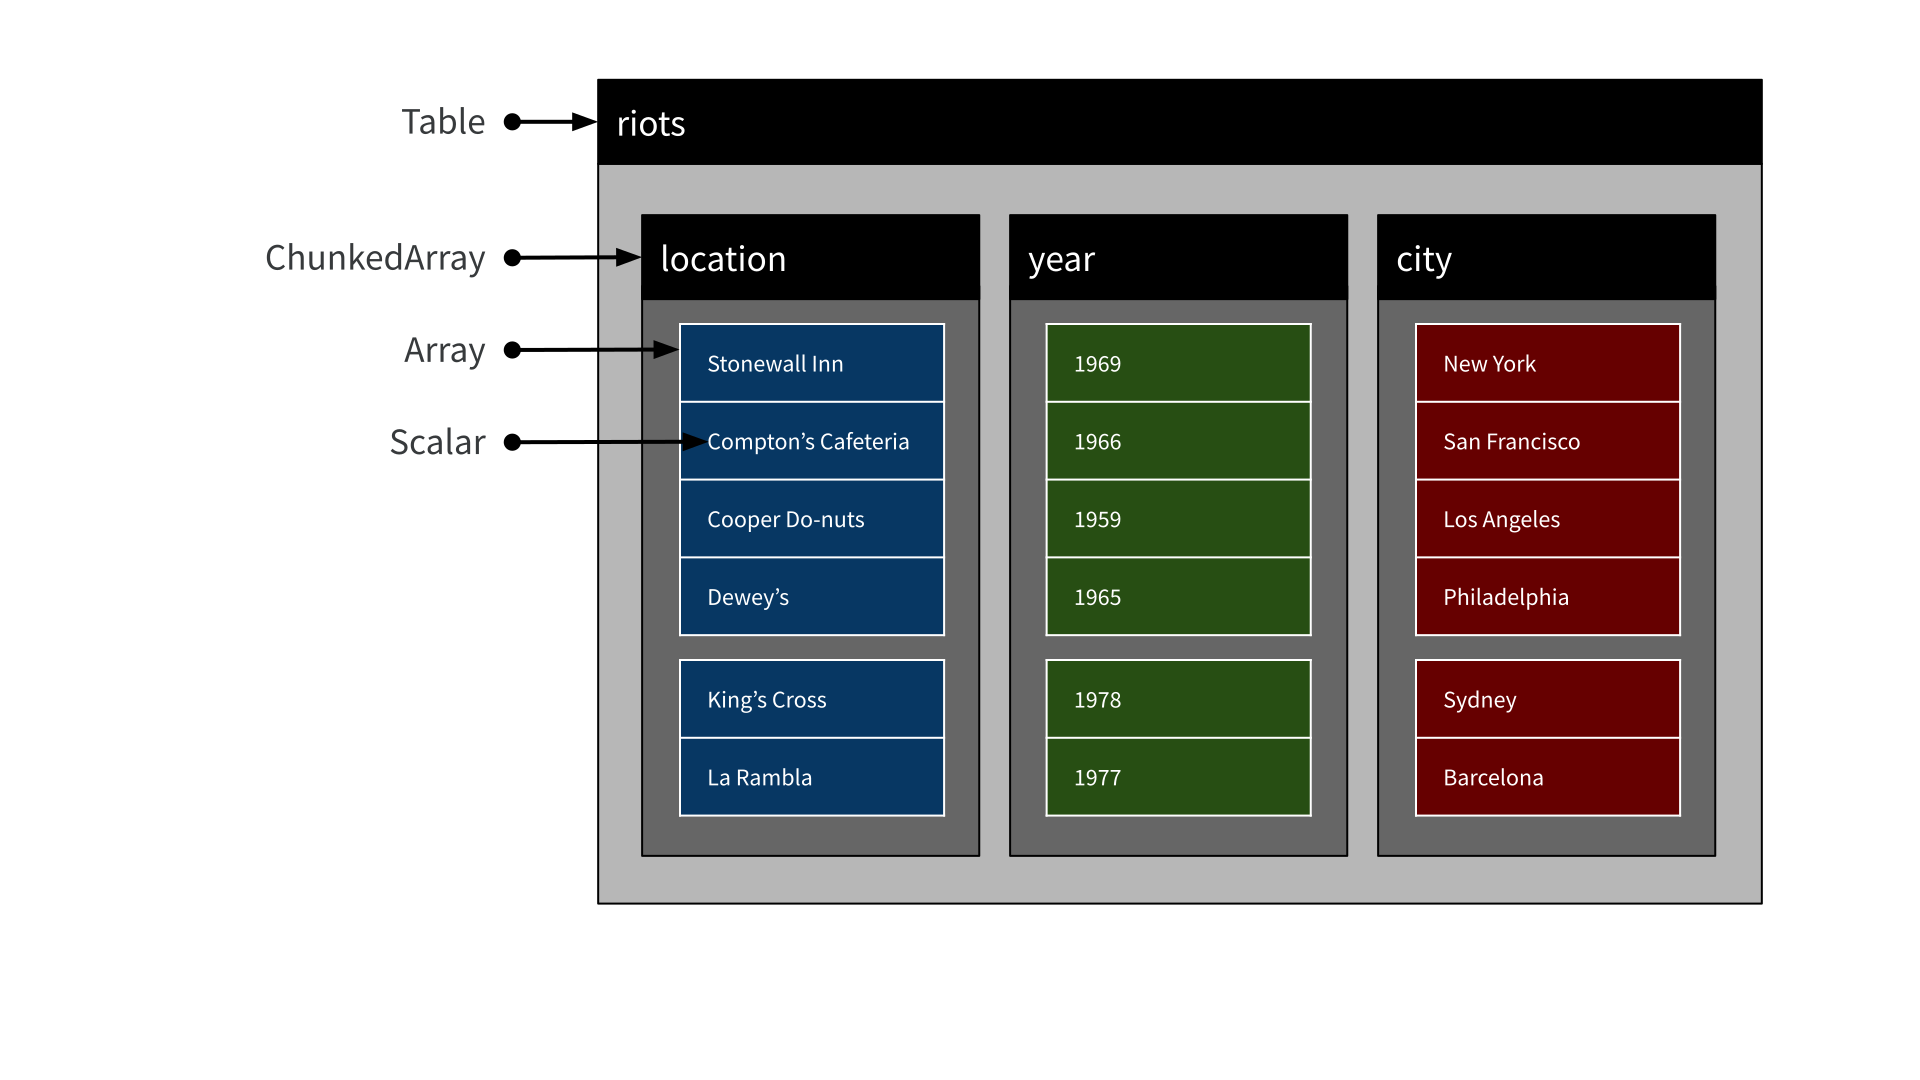 Table
riots
ChunkedArray
location
year
city
Array
Stonewall Inn
1969
New York
Scalar
Compton’s Cafeteria
1966
San Francisco
Cooper Do-nuts
1959
Los Angeles
Dewey’s
1965
Philadelphia
King’s Cross
1978
Sydney
La Rambla
1977
Barcelona